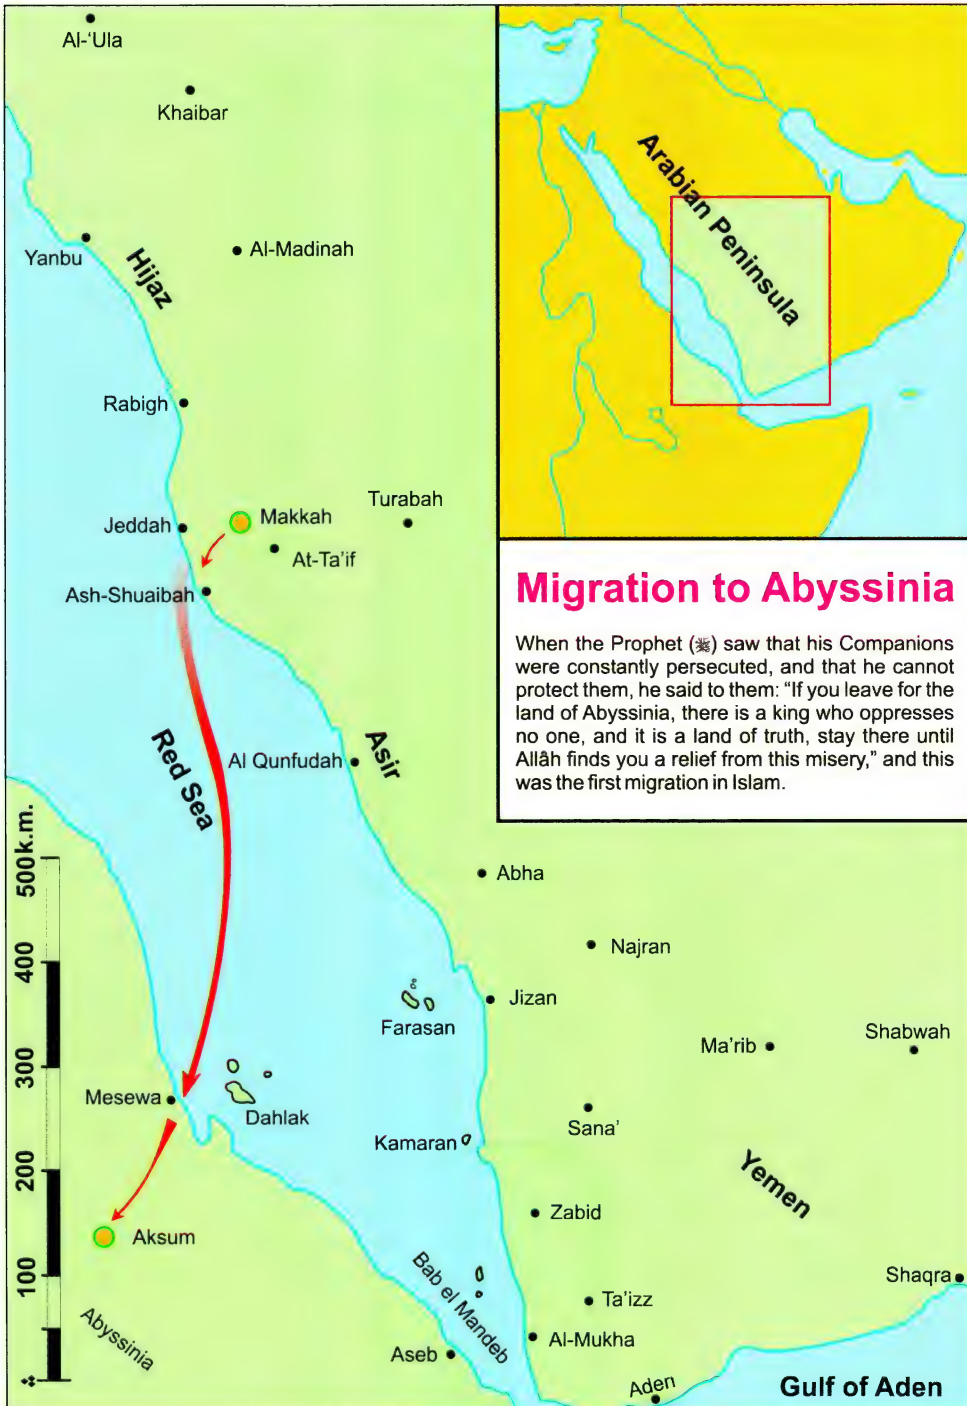 Al-‘Ula
Khaibar
Yanbu
Hijaz
Al-Madinah
Rabigh
Jeddah
Makkah
Turabah
At-Ta'if
Ash-Shuaibah
Red Sea
Al Qunfudah
Asir
500k.m.
400
300
200
100
Abha
Najran
Farasan
Jizan
Ma'rib
Shabwah
Mesewa
Dahlak
Kamaran
Sana'
Yemen
Zabid
Aksum
Abyssinia
Bab el Mandeb
Ta'izz
Shaqra
Al-Mukha
Aseb
Aden
Gulf of Aden
Arabian Peninsula
Migration to Abyssinia
When the Prophet (ﷺ) saw that his Companions
were constantly persecuted, and that he cannot
protect them, he said to them: “If you leave for the
land of Abyssinia, there is a king who oppresses
no one, and it is a land of truth, stay there until
Allâh finds you a relief from this misery,” and this
was the first migration in Islam.